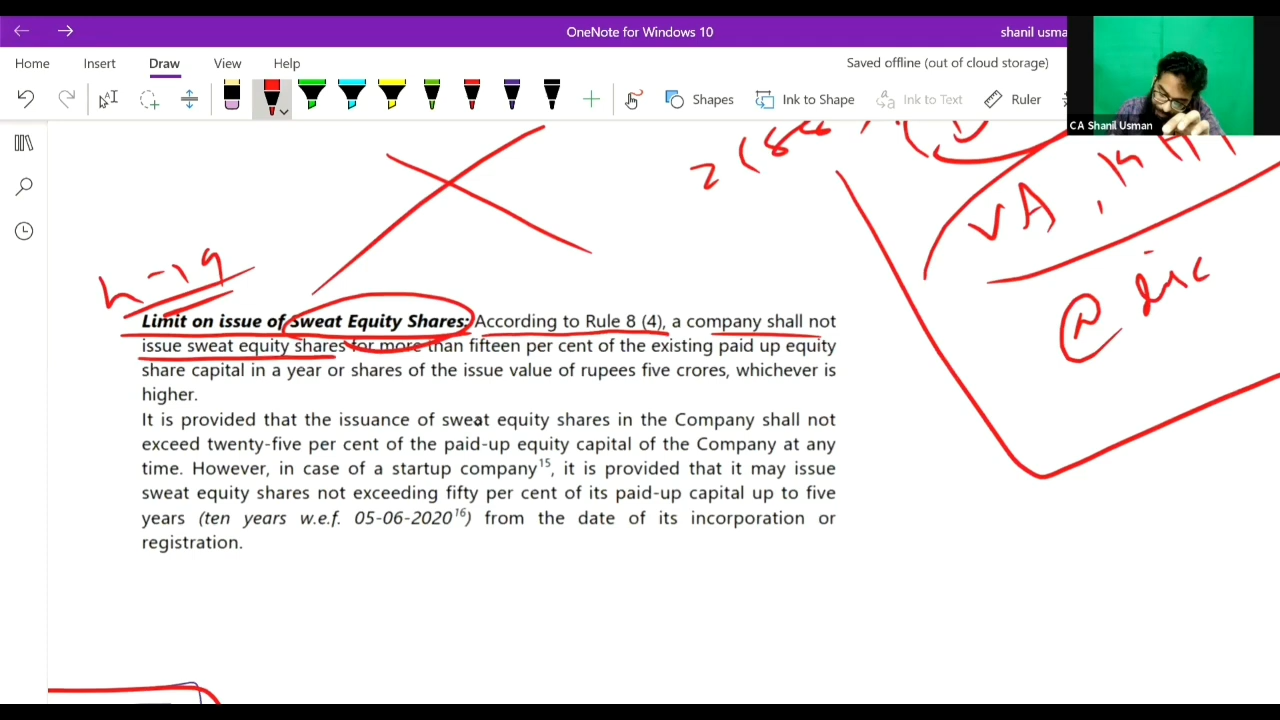 OneNote for Windows 10
shanil usma
Home Insert Draw View Help
Saved offline (out of cloud storage)
Shapes Ink to Shape Ink to Text Ruler
CA Shanil Usman
VA
@ disc
Limit on issue of Sweat Equity Shares: According to Rule 8 (4), a company shall not
issue sweat equity shares for more than fifteen per cent of the existing paid up equity
share capital in a year or shares of the issue value of rupees five crores, whichever is
higher.
It is provided that the issuance of sweat equity shares in the Company shall not
exceed twenty-five per cent of the paid-up equity capital of the Company at any
time. However, in case of a startup company15, it is provided that it may issue
sweat equity shares not exceeding fifty per cent of its paid-up capital up to five
years (ten years w.e.f. 05-06-202016) from the date of its incorporation or
registration.